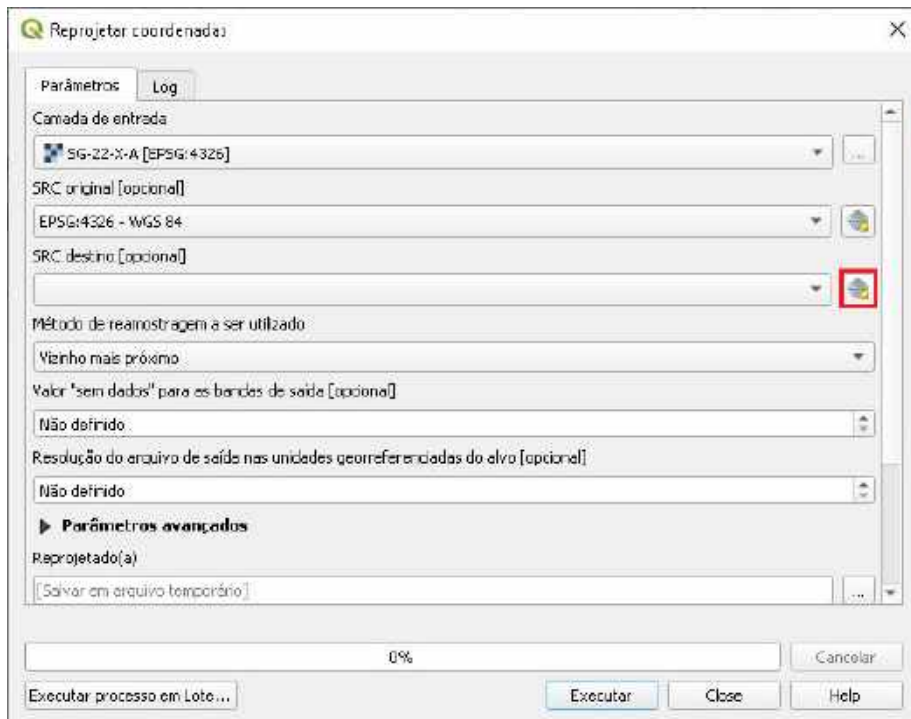 Reprojetar coordenadas
Parâmetros Log
Camada de entrada
SG-22-X-A [EPSG:4326]
...
SRC original [opcional]
EPSG:4326 - WGS 84
SRC destino [opcional]
Método de reamostragem a ser utilizado
Vizinho mais próximo
Valor "sem dados" para as bandas de saída [opcional]
Não definido
Resolução do arquivo de saída nas unidades georreferenciadas do alvo [opcional]
Não definido
Parâmetros avançados
Reprojetado(a)
[Salvar em arquivo temporário]
...
0%
Cancelar
Executar processo em Lote...
Executar
Close
Help